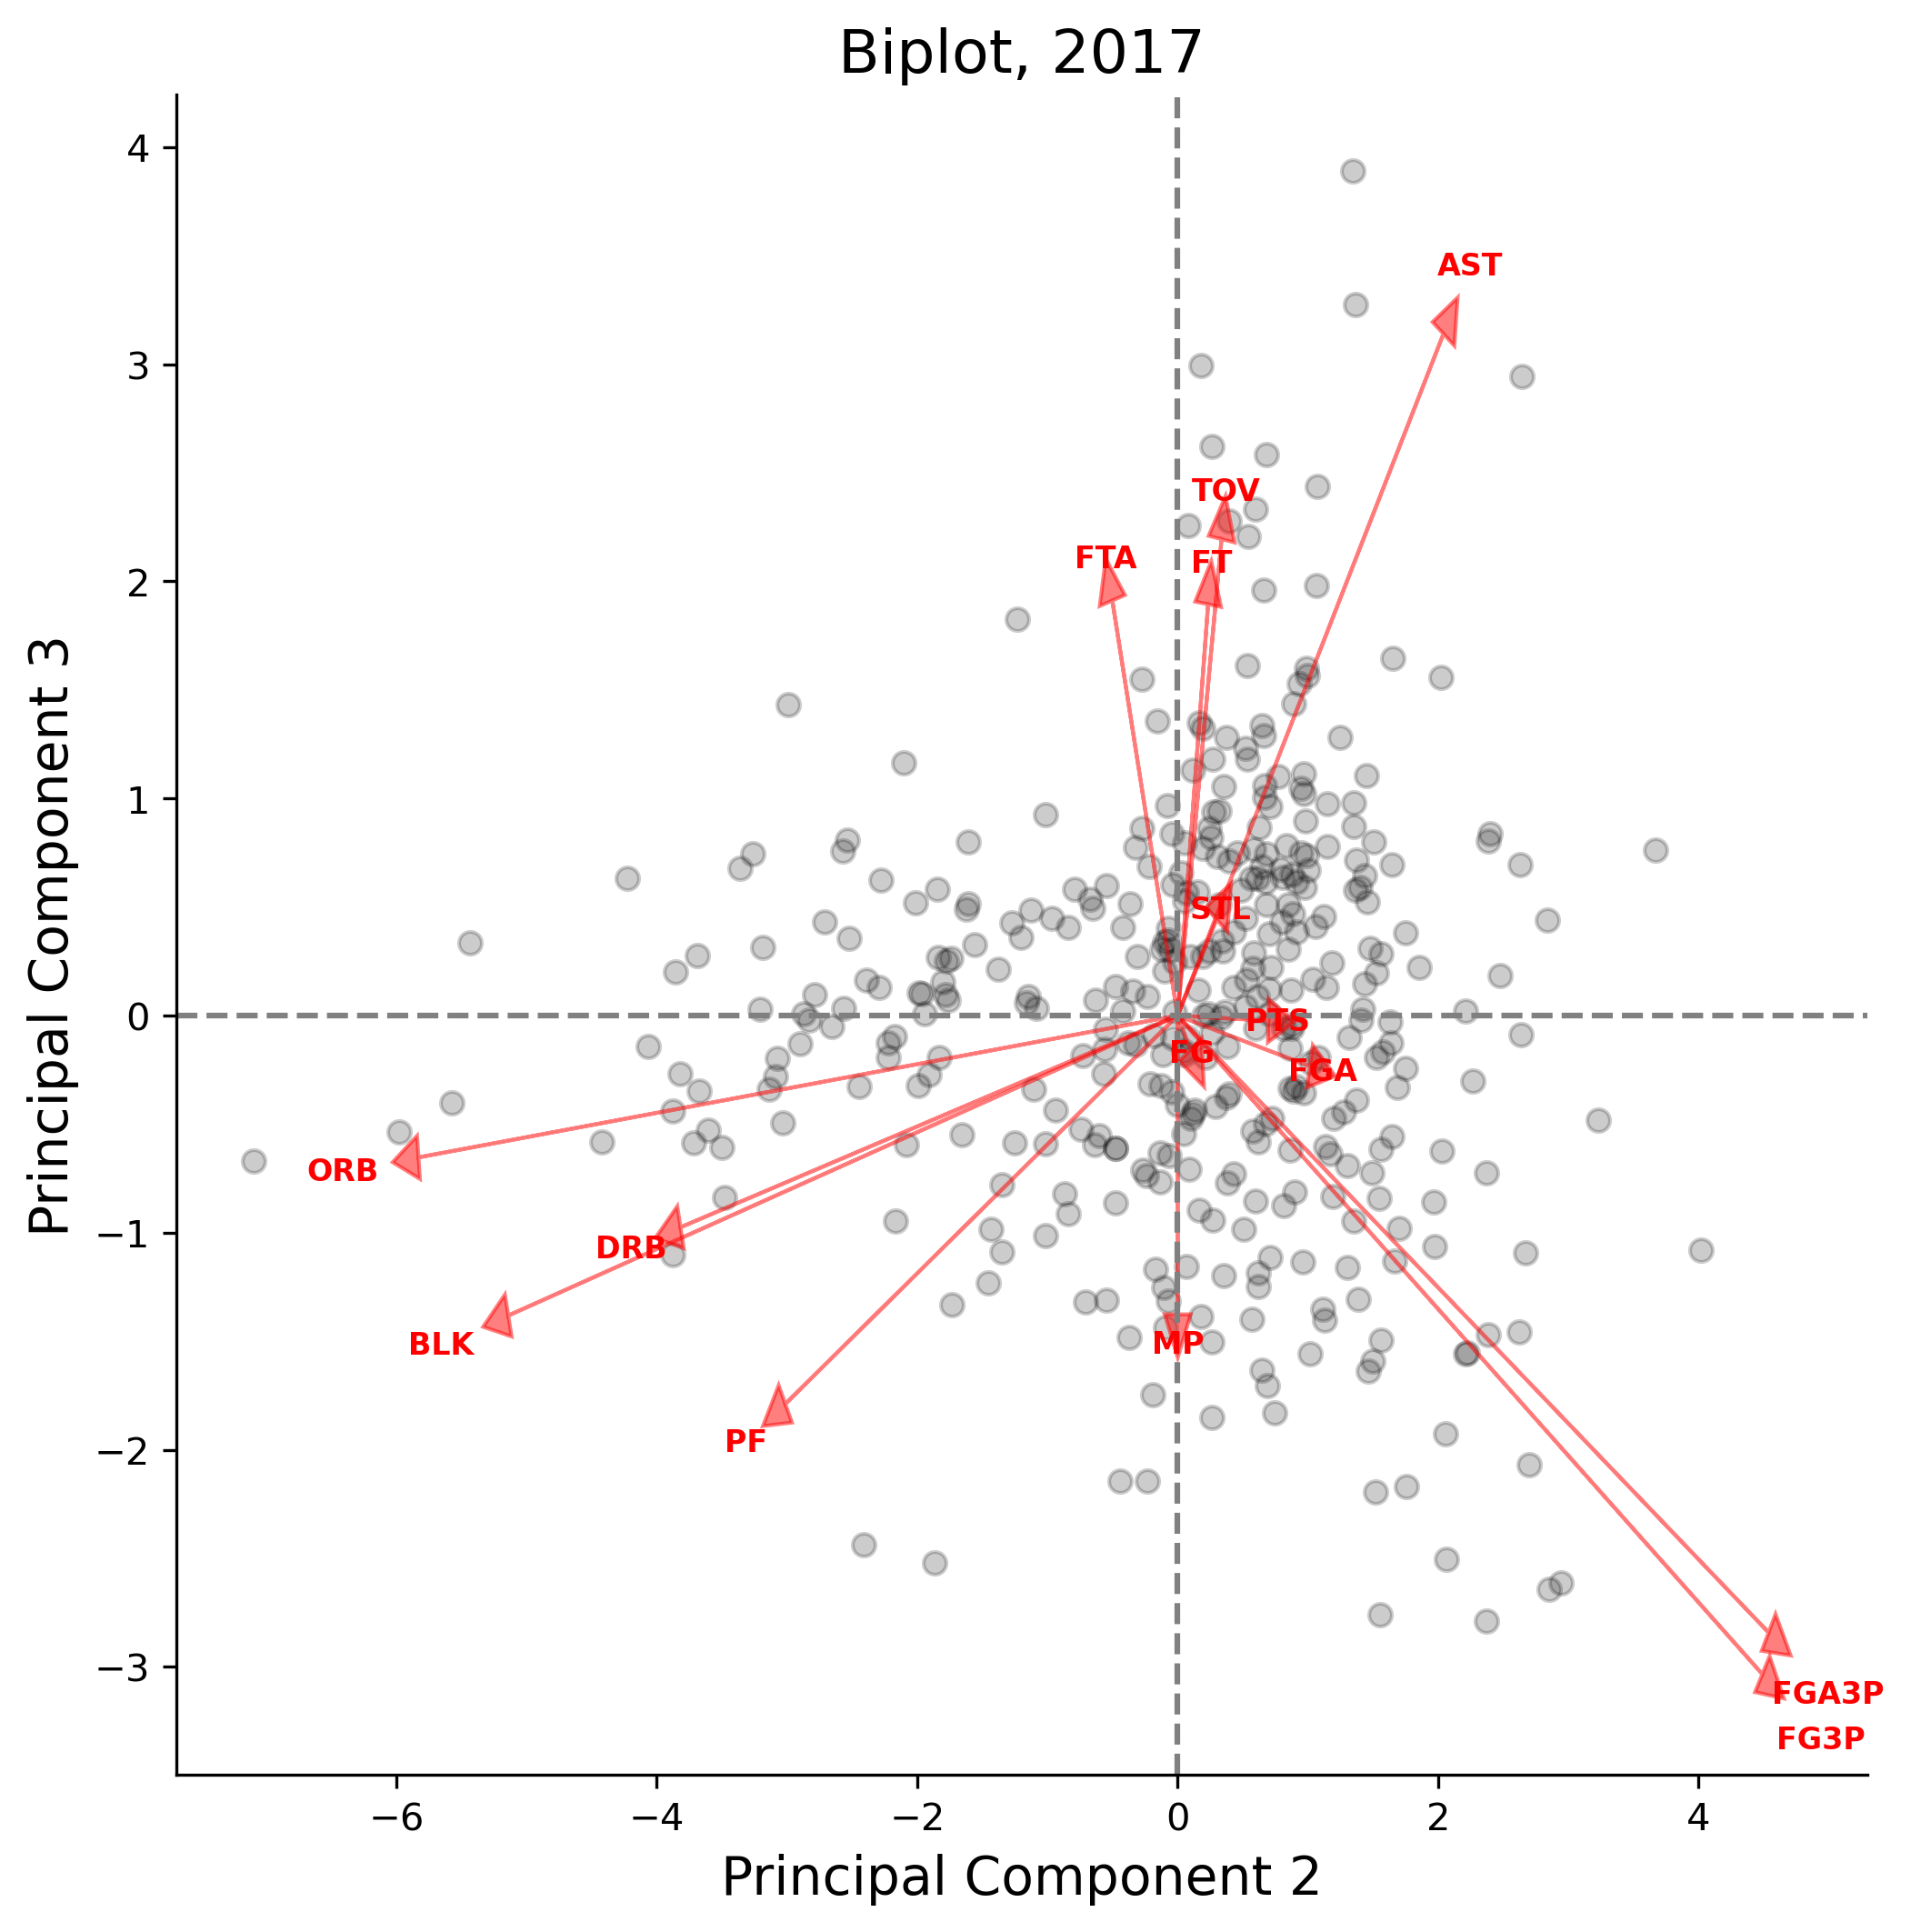 Biplot, 2017
4
AST
3
TOV
FTA
FT
2
1
STL
0
PTS
FG
FGA
ORB
−1
DRB
BLK
MP
PF
−2
−3
FGA3P
FG3P
−6
−4
−2
0
2
4
Principal Component 2
Principal Component 3